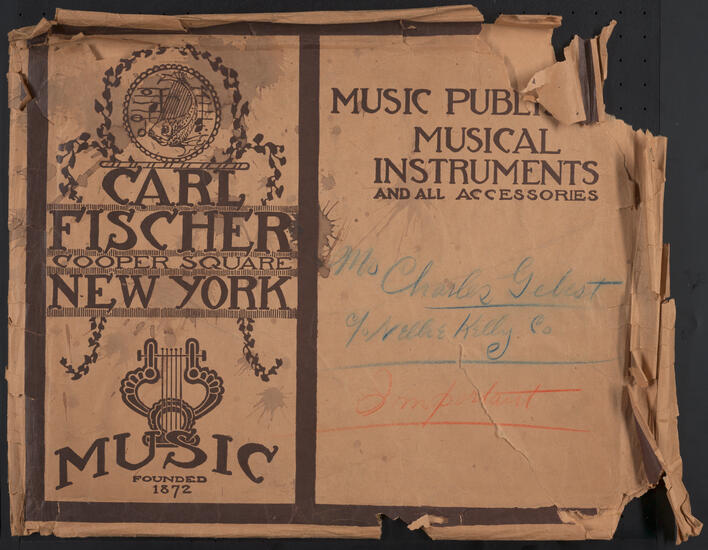 CARL
FISCHER
COOPER SQUARE
NEW YORK
MUSIC
FOUNDED
1872
MUSIC PUBLI
MUSICAL
INSTRUMENTS
AND ALL ACCESSORIES
Mr Charles Gebest
c/o Nellie Kelly Co
Important